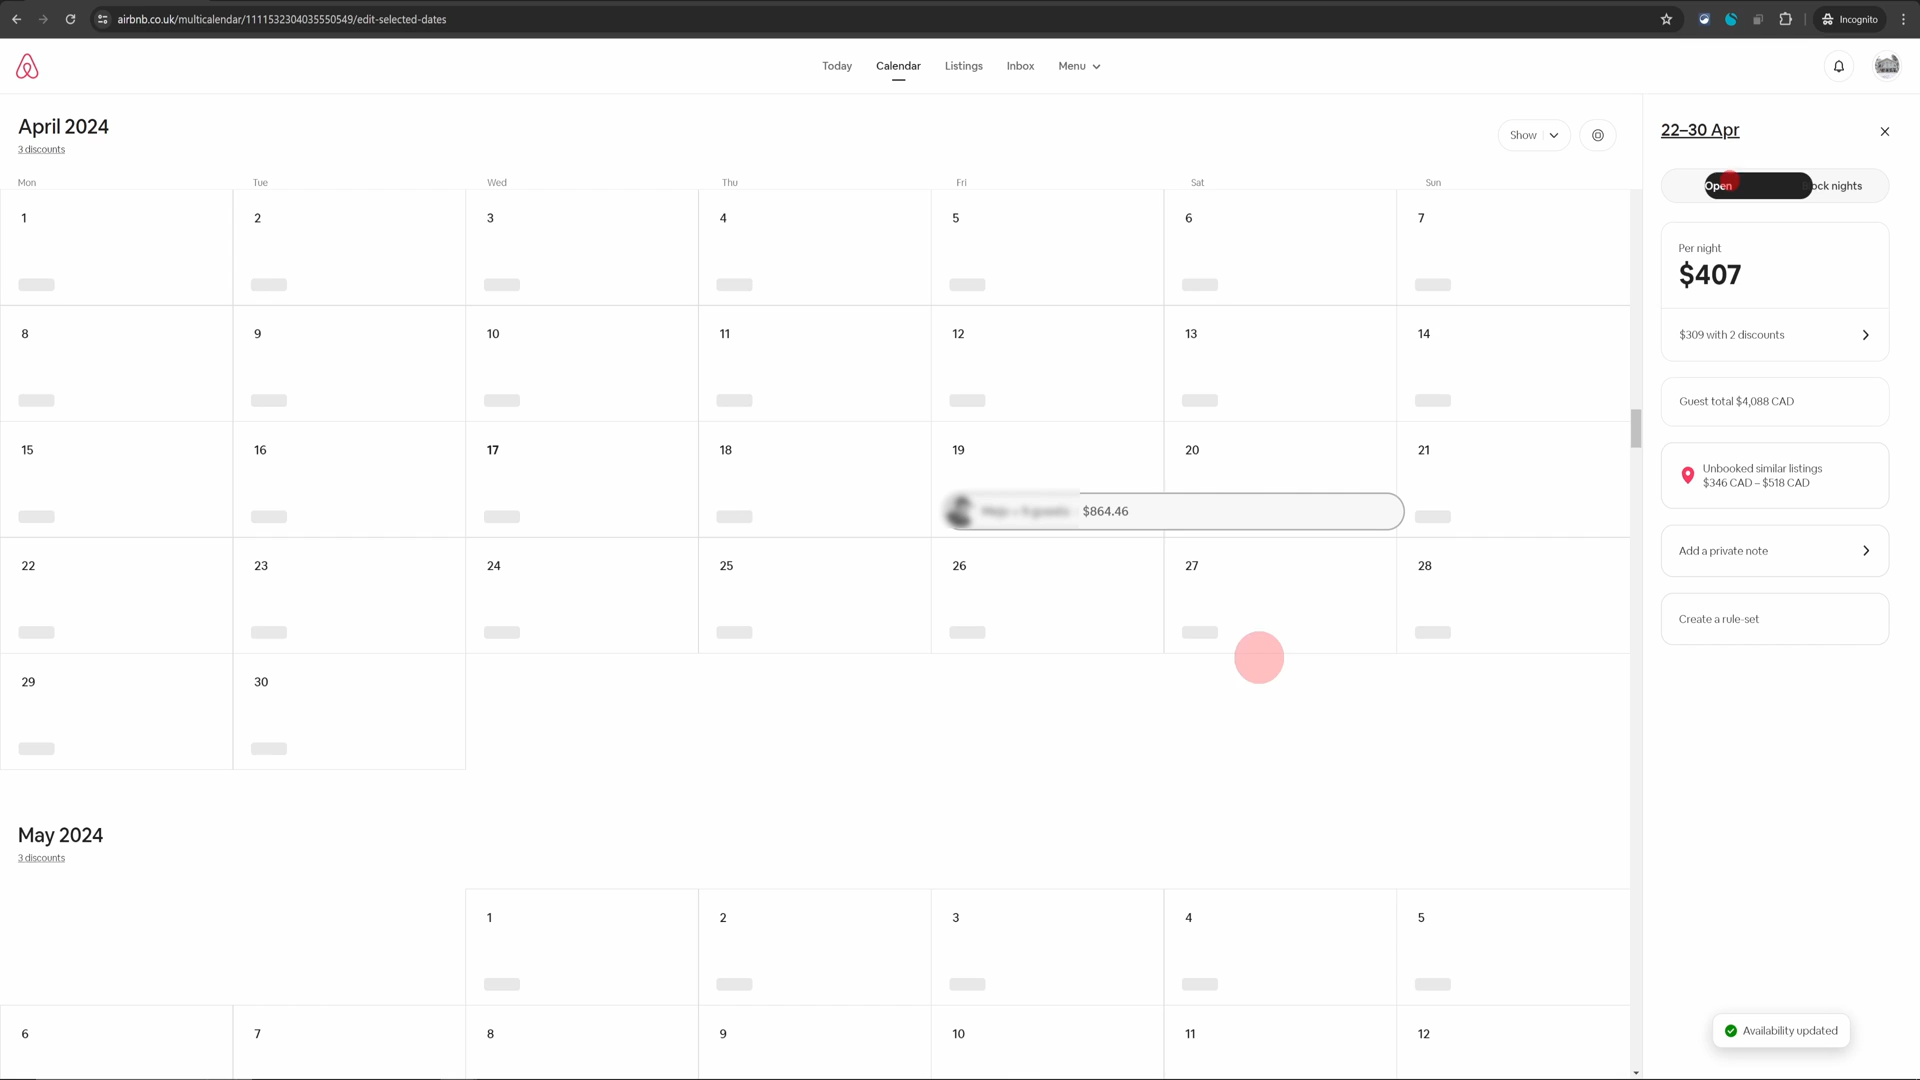 airbnb.co.uk/multicalendar/1111532304035550549/edit-selected-dates
Incognito
Today
Calendar
Listings
Inbox
Menu
April 2024
3 discounts
Show
Mon
Tue
Wed
Thu
Fri
Sat
Sun
1
2
3
4
5
6
7
8
9
10
11
12
13
14
15
16
17
18
19
20
21
$864.46
22
23
24
25
26
27
28
29
30
May 2024
3 discounts
1
2
3
4
5
6
7
8
9
10
11
12
22–30 Apr
Open
ock nights
Per night
$407
$309 with 2 discounts
Guest total $4,088 CAD
Unbooked similar listings
$346 CAD – $518 CAD
Add a private note
Create a rule-set
Availability updated